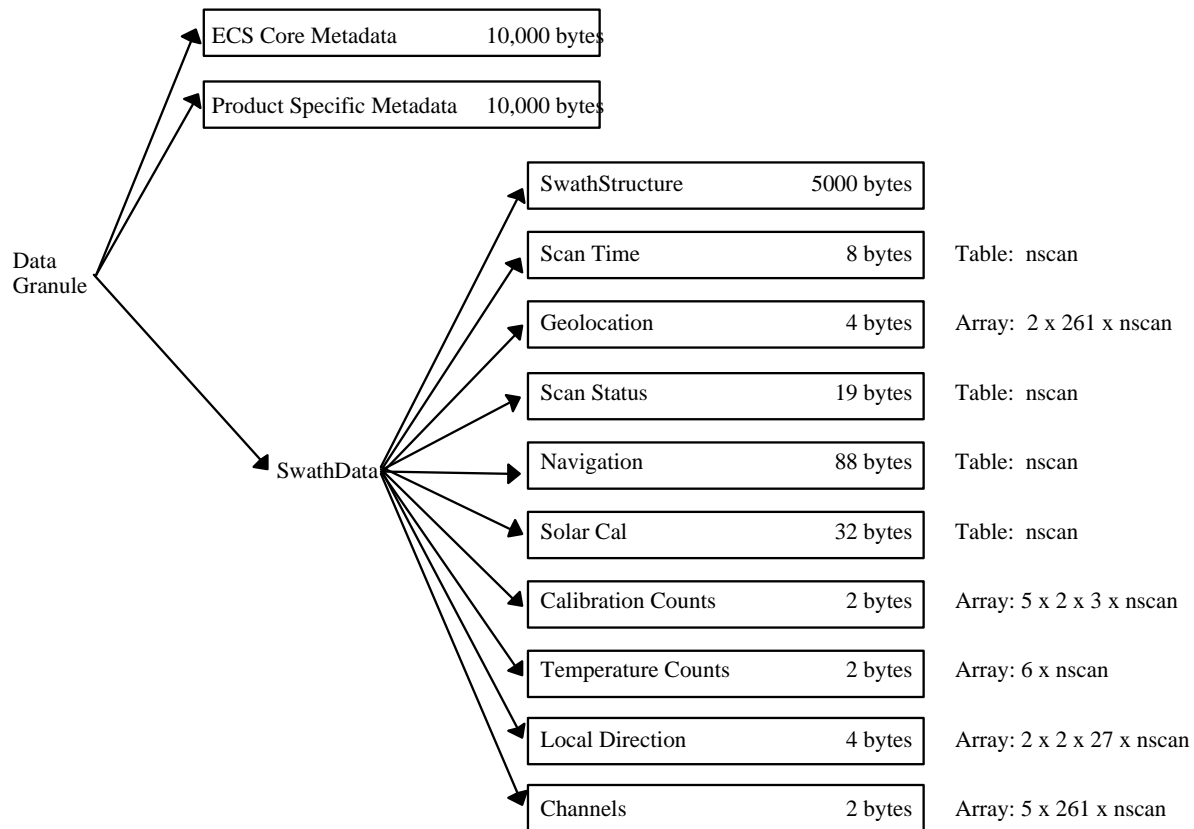 ECS Core Metadata 10,000 bytes
Product Specific Metadata 10,000 bytes
SwathStructure 5000 bytes
Data
Granule
Scan Time 8 bytes Table: nscan
Geolocation 4 bytes Array: 2 x 261 x nscan
Scan Status 19 bytes Table: nscan
SwathData
Navigation 88 bytes Table: nscan
Solar Cal 32 bytes Table: nscan
Calibration Counts 2 bytes Array: 5 x 2 x 3 x nscan
Temperature Counts 2 bytes Array: 6 x nscan
Local Direction 4 bytes Array: 2 x 2 x 27 x nscan
Channels 2 bytes Array: 5 x 261 x nscan